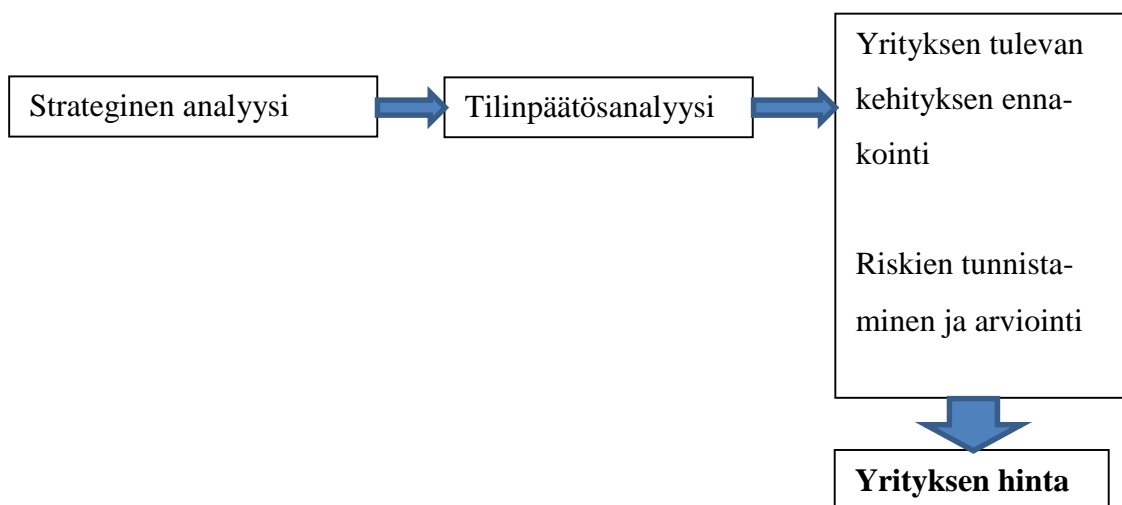 Strateginen analyysi
Tilinpäätösanalyysi
Yrityksen tulevan
kehityksen enna-
kointi
Riskien tunnista-
minen ja arviointi
Yrityksen hinta